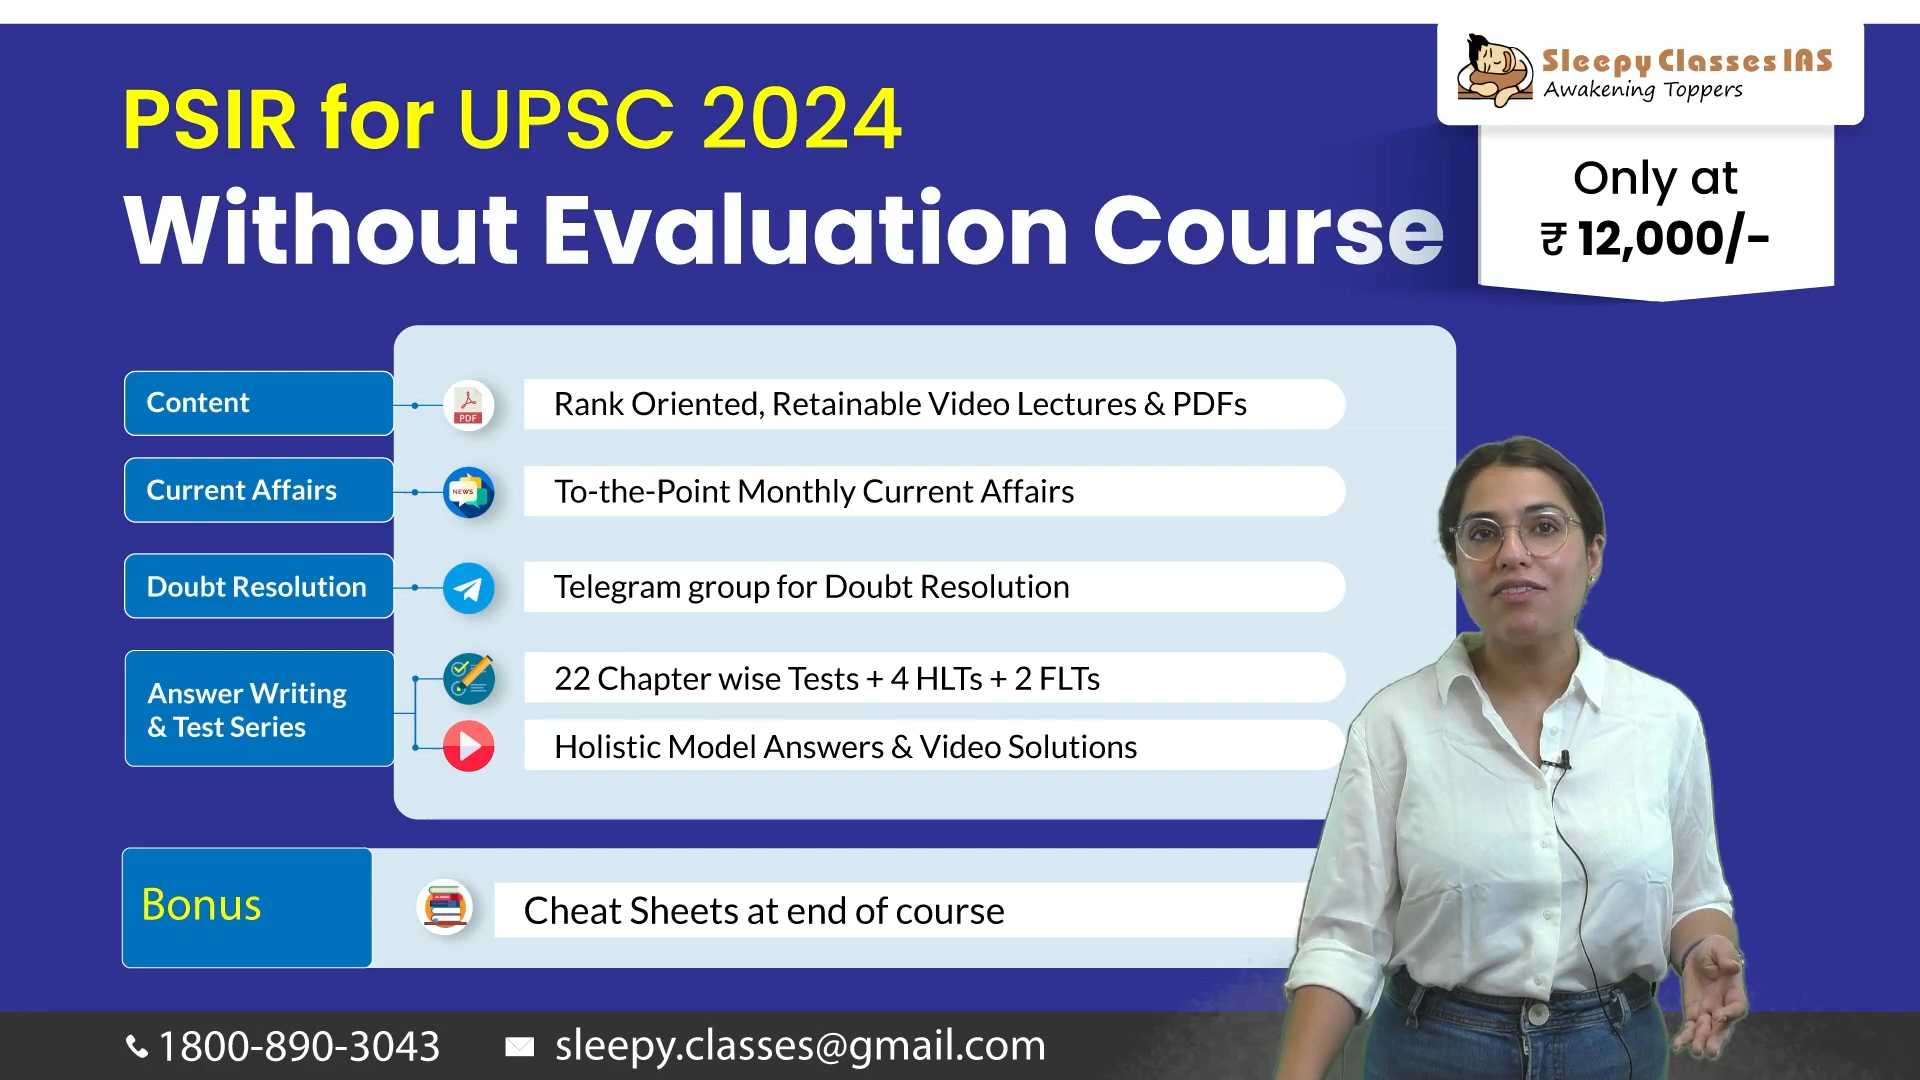 Sleepy Classes IAS
Awakening Toppers
PSIR for UPSC 2024
Without Evaluation Course
Only at
₹ 12,000/-
Content
PDF
Rank Oriented, Retainable Video Lectures & PDFs
Current Affairs
NEWS
To-the-Point Monthly Current Affairs
Doubt Resolution
Telegram group for Doubt Resolution
Answer Writing
& Test Series
22 Chapter wise Tests + 4 HLTs + 2 FLTs
Holistic Model Answers & Video Solutions
Bonus
Cheat Sheets at end of course
1800-890-3043
sleepy.classes@gmail.com